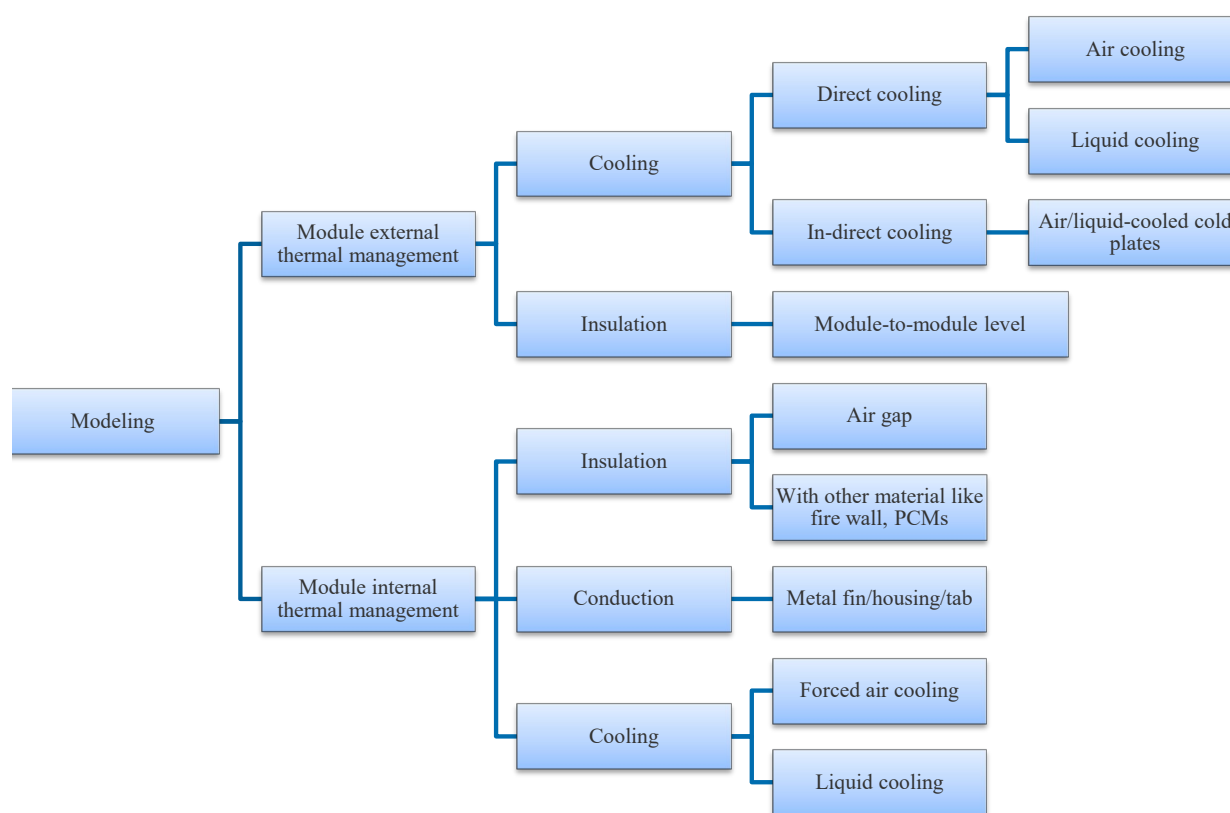 Air cooling
Direct cooling
Liquid cooling
Cooling
Module external
thermal management
In-direct cooling
Air/liquid-cooled cold
plates
Insulation
Module-to-module level
Modeling
Air gap
Insulation
With other material like
fire wall, PCMs
Module internal
thermal management
Conduction
Metal fin/housing/tab
Forced air cooling
Cooling
Liquid cooling